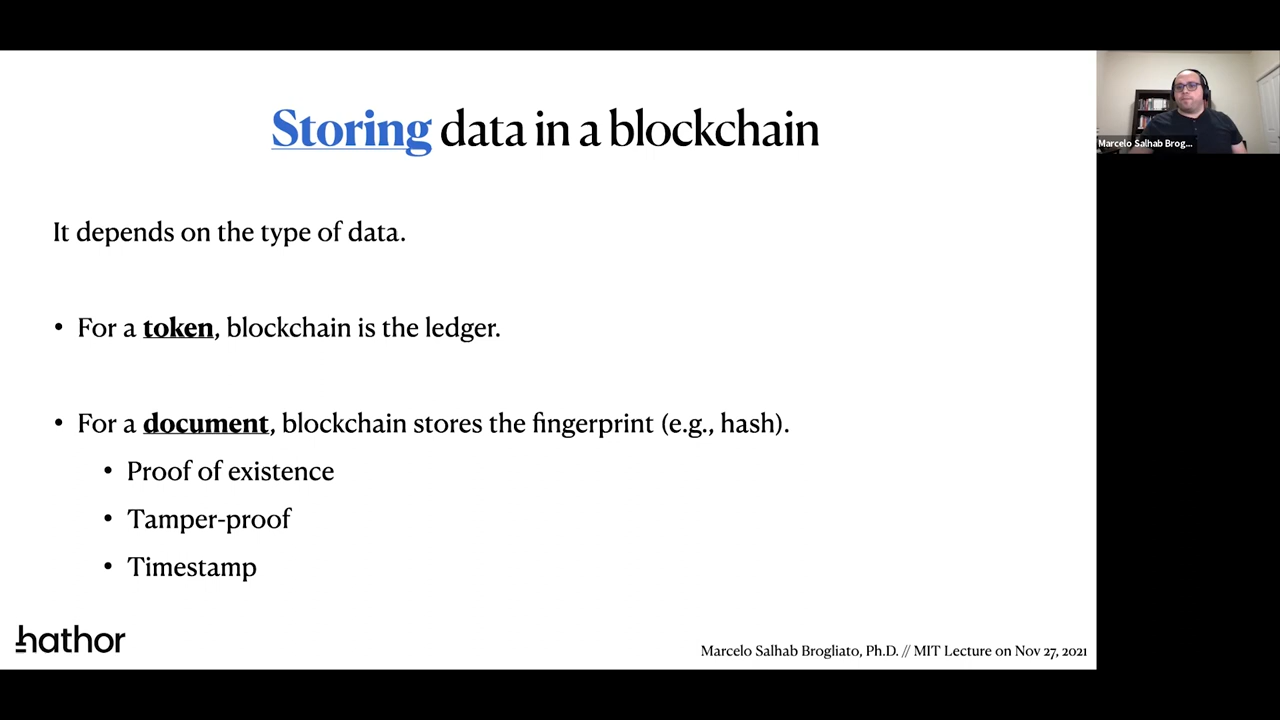 Storing data in a blockchain
Marcelo Salhab Brog...
It depends on the type of data.
• For a token, blockchain is the ledger.
• For a document, blockchain stores the fingerprint (e.g., hash).
• Proof of existence
• Tamper-proof
• Timestamp
hathor
Marcelo Salhab Brogliato, Ph.D. // MIT Lecture on Nov 27, 2021